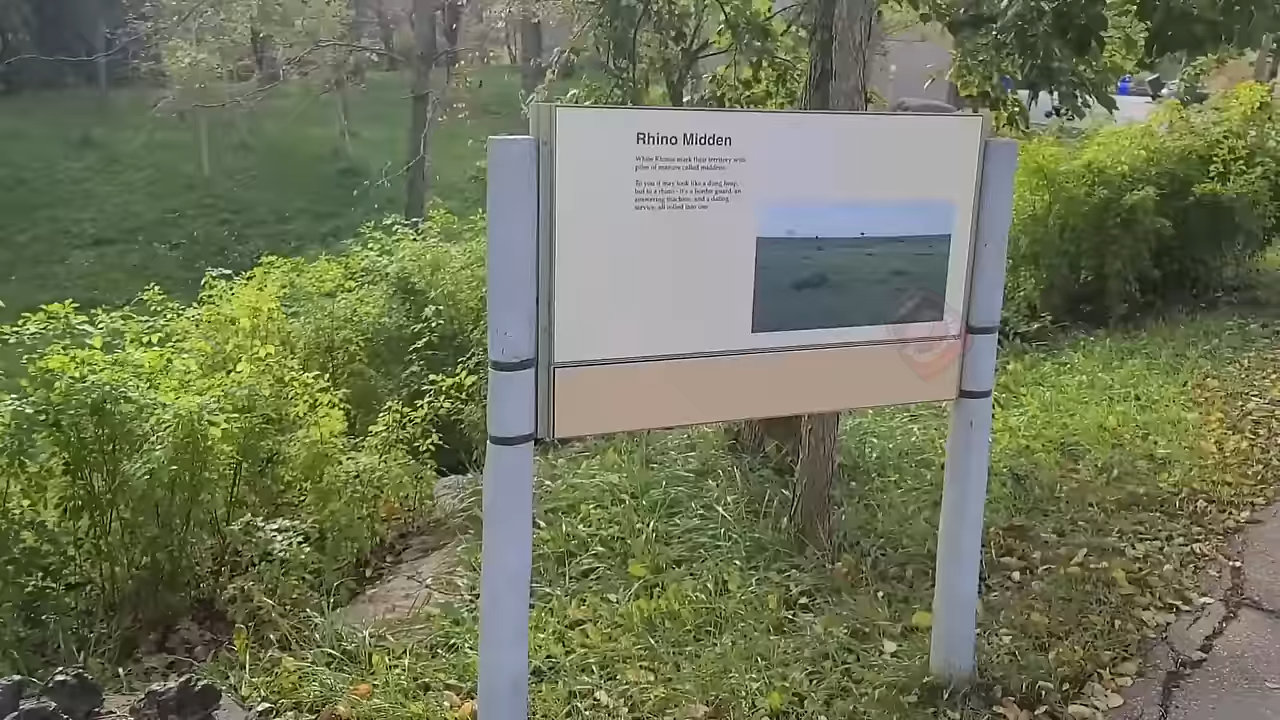 Rhino Midden
White Rhinos mark their territory with
piles of manure called middens.
To you it may look like a dung heap,
but to a rhino - it's a border guard, an
answering machine, and a dating
service, all rolled into one.